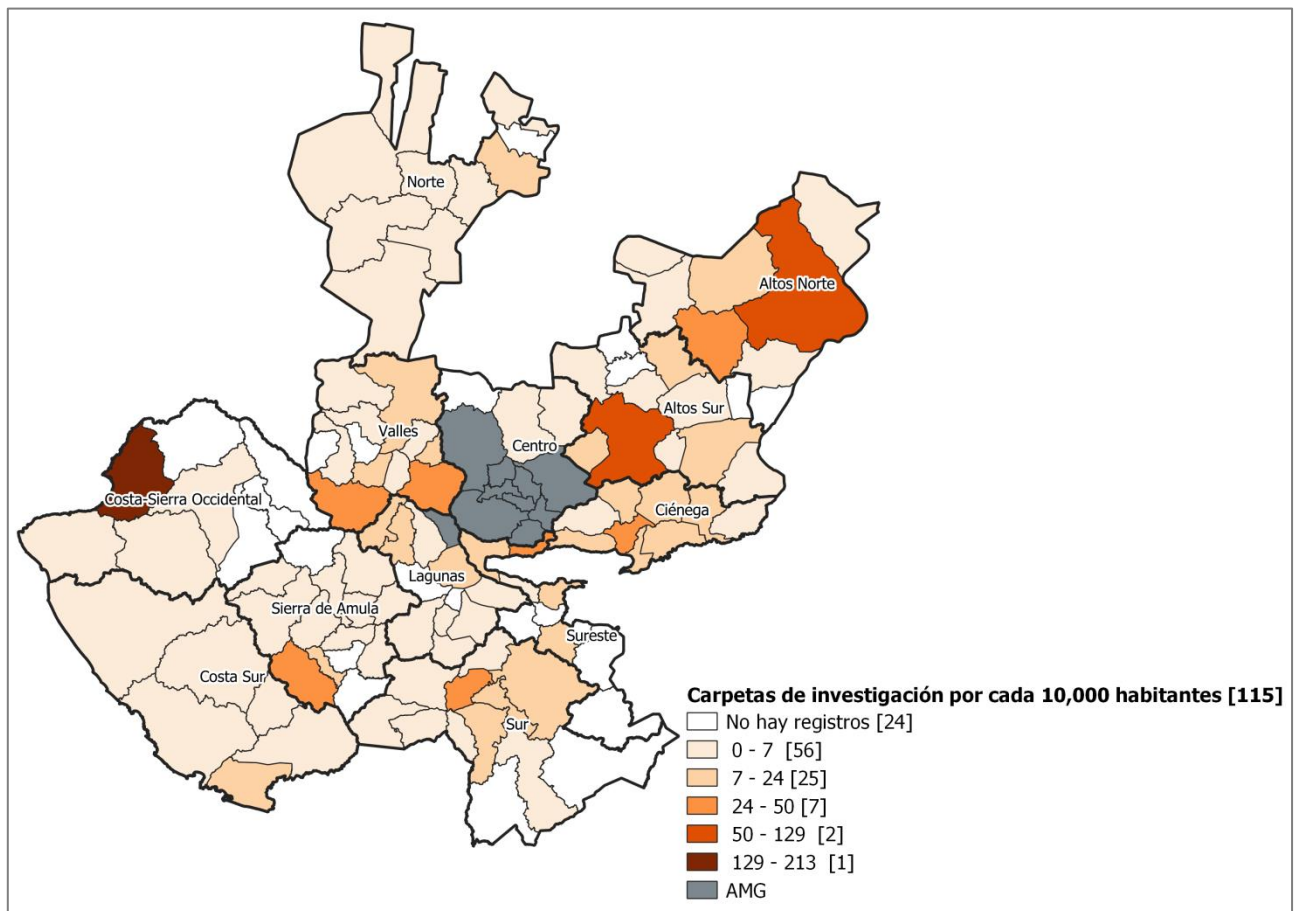 Norte
Altos Norte
Altos Sur
Valles
Centro
Costa-Sierra Occidental
Ciénega
Lagunas
Sierra de Amula
Sureste
Costa Sur
Sur
Carpetas de investigación por cada 10,000 habitantes [115]
No hay registros [24]
0 - 7 [56]
7 - 24 [25]
24 - 50 [7]
50 - 129 [2]
129 - 213 [1]
AMG